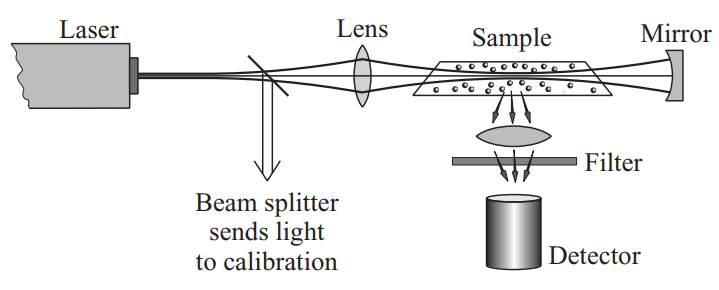 Laser
Lens
Sample
Mirror
Filter
Beam splitter
sends light
to calibration
Detector